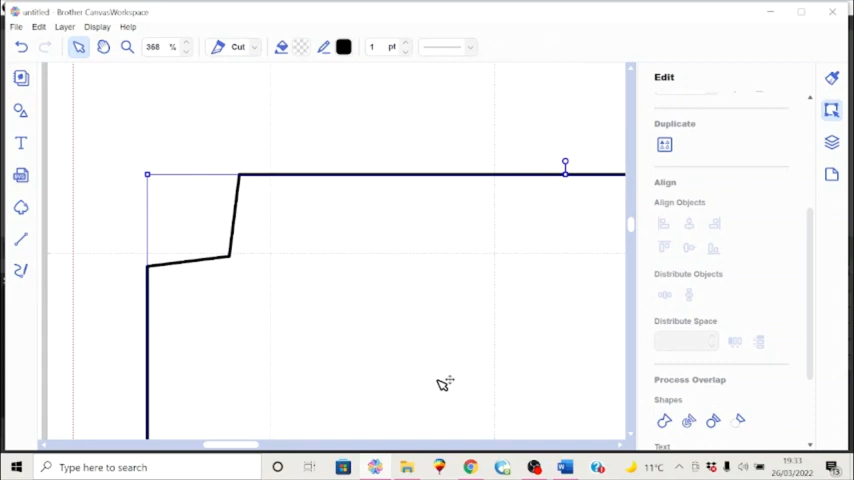 untitled - Brother CanvasWorkspace
File Edit Layer Display Help
368 % Cut 1 pt
Edit
Duplicate
Align
Align Objects
Distribute Objects
Distribute Space
Process Overlap
Shapes
Text
Type here to search
11°C
19.33
26/03/2022